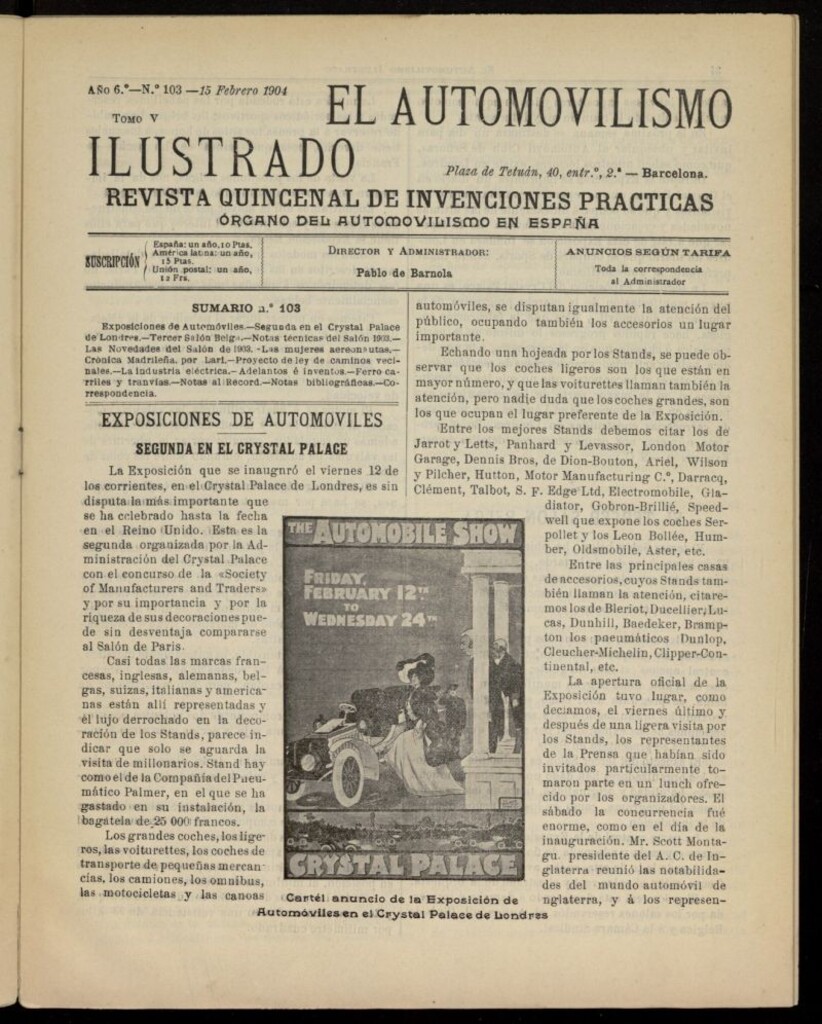 Año 6.º—N.º 103 —15 Febrero 1904
Tomo V
EL AUTOMOVILISMO
ILUSTRADO
Plaza de Tetuán, 40, entr.º, 2.ª — Barcelona.
REVISTA QUINCENAL DE INVENCIONES PRACTICAS
ÓRGANO DEL AUTOMOVILISMO EN ESPAÑA
SUSCRIPCIÓN
España: un año, 10 Ptas.
América latina: un año,
15 Ptas.
Unión postal: un año,
12 Frs.
DIRECTOR Y ADMINISTRADOR:
Pablo de Barnola
ANUNCIOS SEGÚN TARIFA
Toda la correspondencia
al Administrador
SUMARIO n.º 103
Exposiciones de Automóviles.—Segunda en el Crystal Palace
de Londres.—Tercer Salón Belga.—Notas técnicas del Salón 1903.—
Las Novedades del Salón de 1903.-Las mujeres aereonautas.—
Crónica Madrileña, por Larl.—Proyecto de ley de caminos veci-
nales.—La industria eléctrica.—Adelantos é inventos.—Ferro ca-
rriles y tranvías.—Notas al Record.—Notas bibliográficas.—Co-
rrespondencia.
EXPOSICIONES DE AUTOMOVILES
SEGUNDA EN EL CRYSTAL PALACE
La Exposición que se inaugnró el viernes 12 de
los corrientes, en el Crystal Palace de Londres, es sin
disputa la más importante que
se ha celebrado hasta la fecha
en el Reino Unido. Esta es la
segunda organizada por la Ad-
ministración del Crystal Palace
con el concurso de la «Society
of Manufacturers and Traders»
y por su importancia y por la
riqueza de sus decoraciones pue-
de sin desventaja compararse
al Salón de Paris.
Casi todas las marcas fran-
cesas, inglesas, alemanas, bel-
gas, suizas, italianas y america-
nas están allí representadas y
el lujo derrochado en la deco-
ración de los Stands, parece in-
dicar que solo se aguarda la
visita de millonarios. Stand hay
como el de la Compañia del Pneu-
mático Palmer, en el que se ha
gastado en su instalación, la
bagatela de 25 000 francos.
Los grandes coches, los lige-
ros, las voiturettes, los coches de
transporte de pequeñas mercan-
cías, los camiones, los omnibus,
las motocicletas y las canoas
THE AUTOMOBILE SHOW
FRIDAY,
FEBRUARY 12TH
TO
WEDNESDAY 24TH
CRYSTAL PALACE
Cartél anuncio de la Exposición de
Automóviles en el Crystal Palace de Londres
automóviles, se disputan igualmente la atención del
público, ocupando también los accesorios un lugar
importante.
Echando una hojeada por los Stands, se puede ob-
servar que los coches ligeros son los que están en
mayor número, y que las voiturettes llaman también la
atención, pero nadie duda que los coches grandes, son
los que ocupan el lugar preferente de la Exposición.
Entre los mejores Stands debemos citar los de
Jarrot y Letts, Panhard y Levassor, London Motor
Garage, Dennis Bros, de Dion-Bouton, Ariel, Wilson
y Pilcher, Hutton, Motor Manufacturing C.º, Darracq,
Clément, Talbot, S. F. Edge Ltd, Electromobile, Gla-
diator, Gobron-Brillié, Speed-
well que expone los coches Ser-
pollet y los Leon Bollée, Hum-
ber, Oldsmobile, Aster, etc.
Entre las principales casas
de accesorios, cuyos Stands tam-
bién llaman la atención, citare-
mos los de Bleriot, Ducellier, Lu-
cas, Dunhill, Baedeker, Bramp-
ton los pneumáticos Dunlop,
Cleucher-Michelin, Clipper-Con-
tinental, etc.
La apertura oficial de la
Exposición tuvo lugar, como
deciamos, el viernes último y
después de una ligera visita por
los Stands, los representantes
de la Prensa que habían sido
invitados particularmente to-
maron parte en un lunch ofre-
cido por los organizadores. El
sábado la concurrencia fué
enorme, como en el día de la
inauguración. Mr. Scott Monta-
gu. presidente del A. C. de In-
glaterra reunió las notabilida-
des del mundo automóvil de
nglaterra, y á los represen-